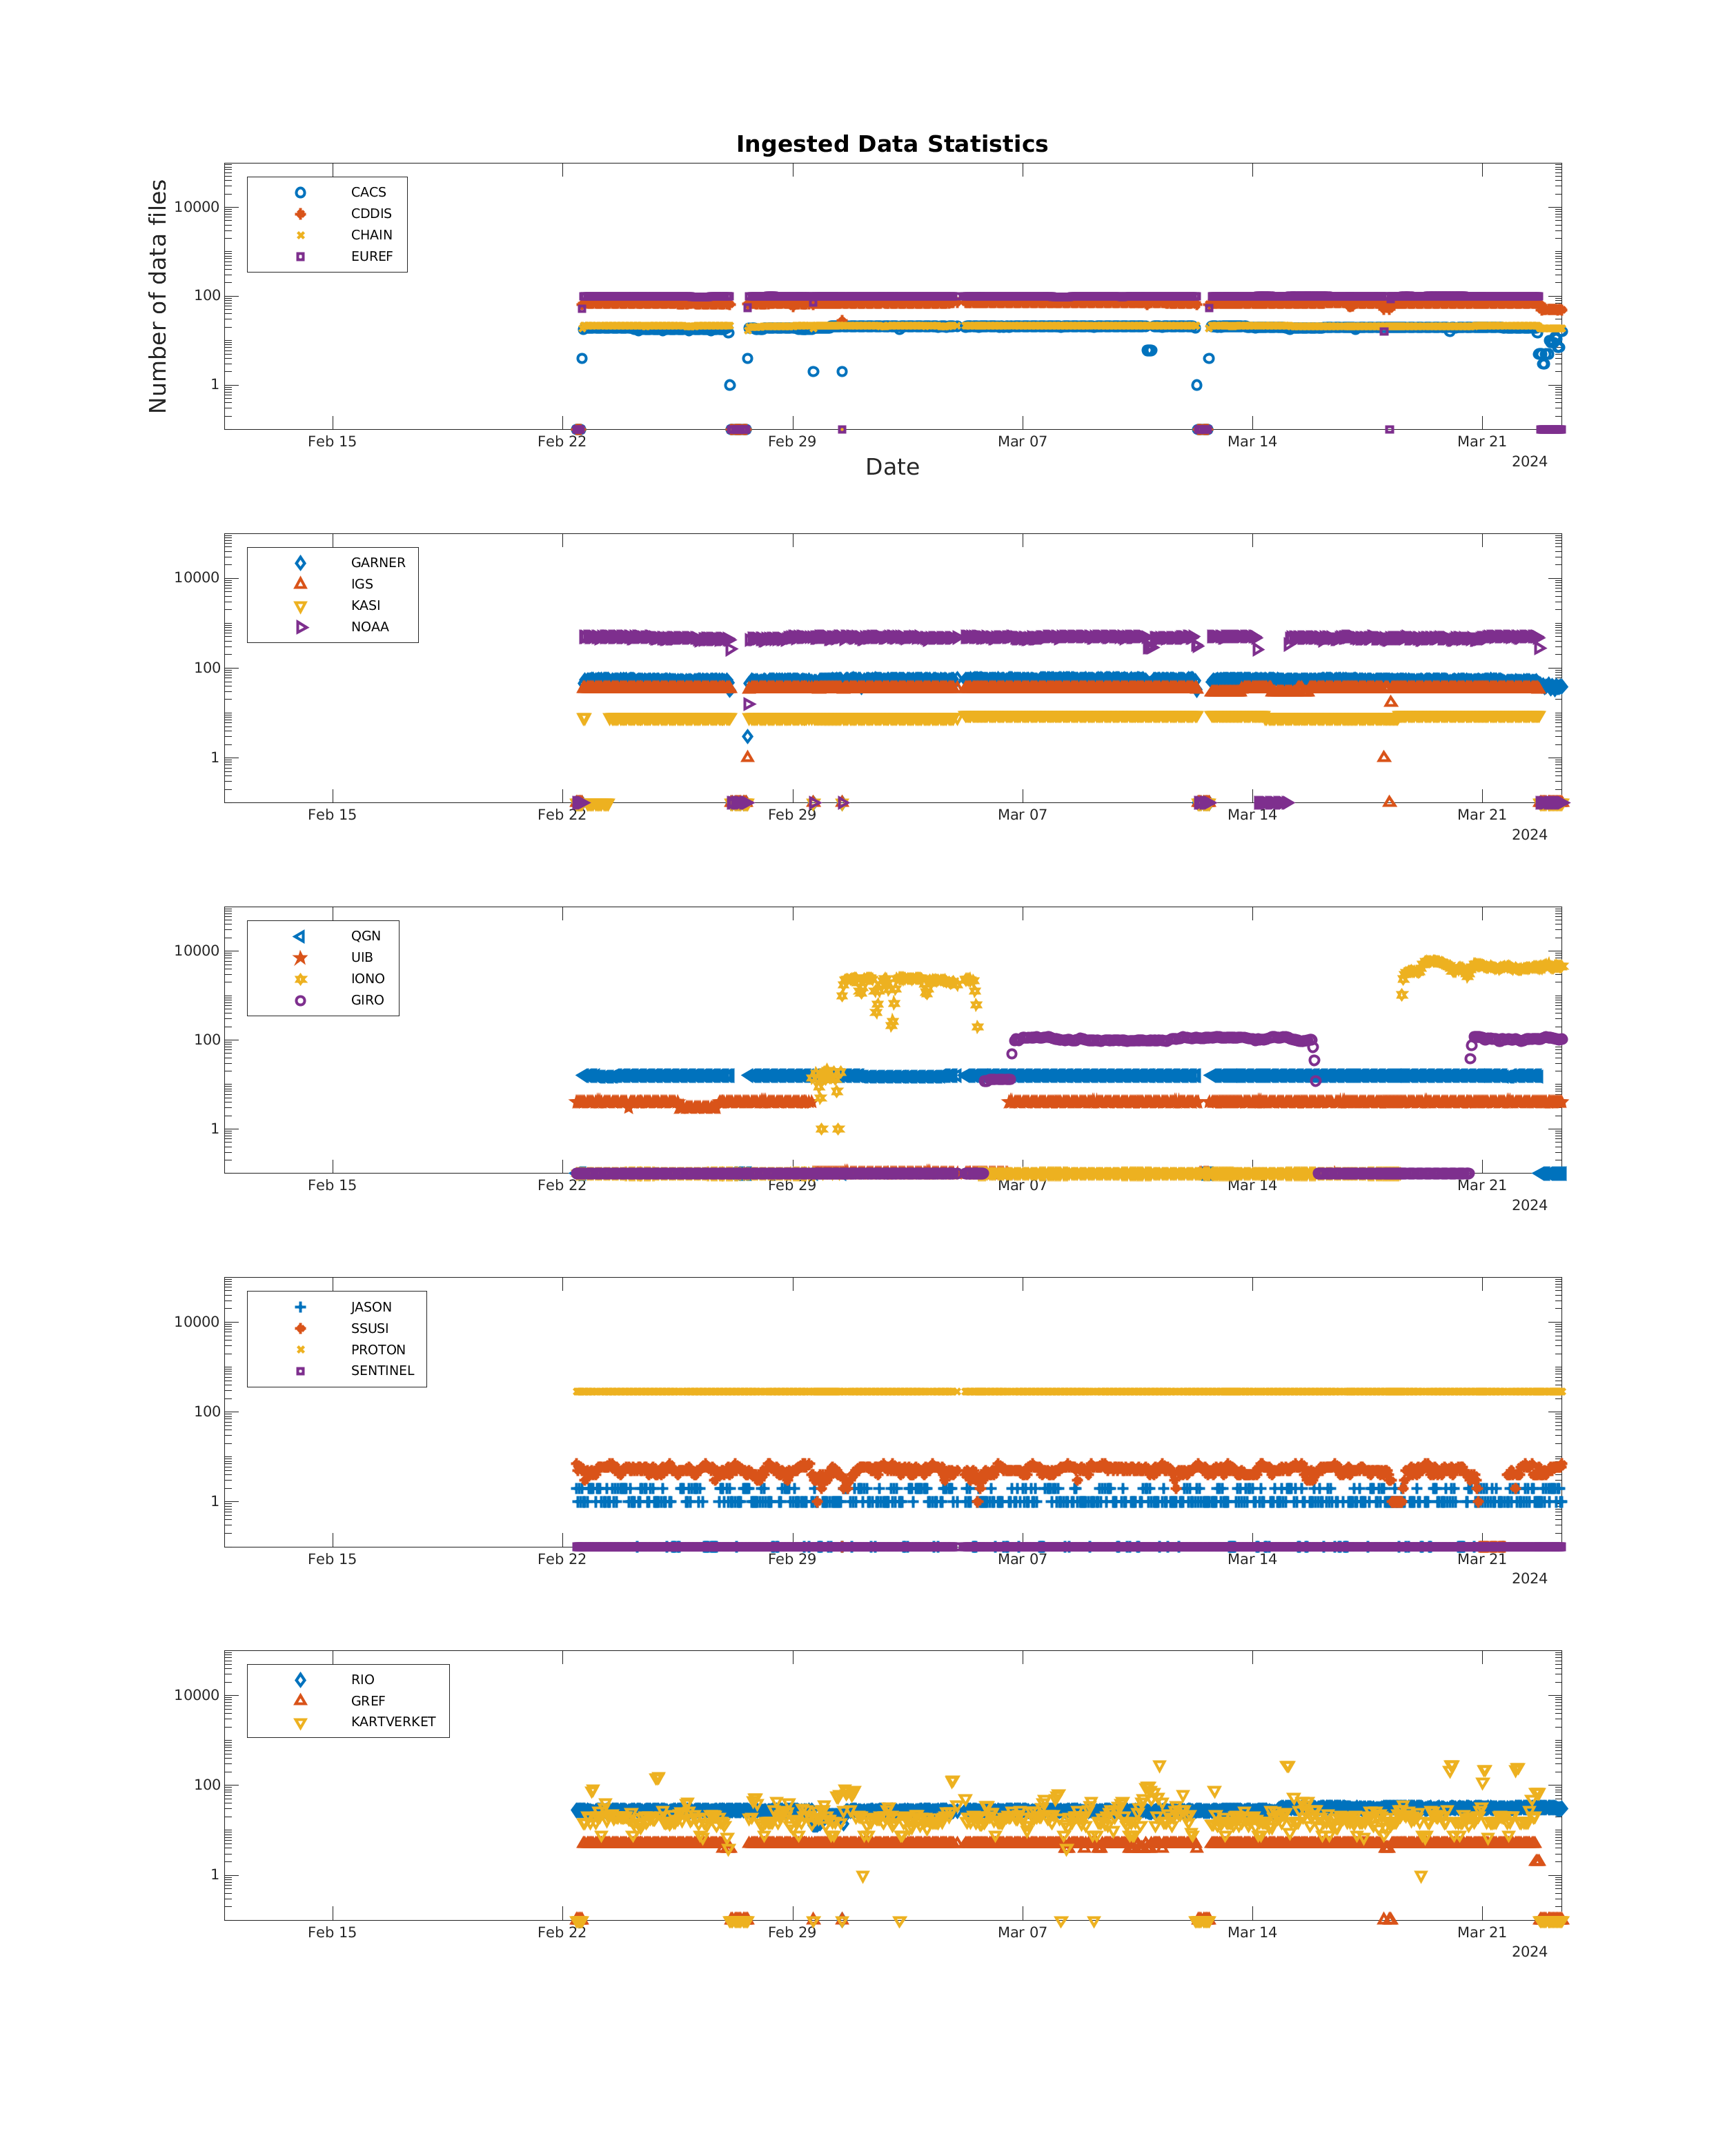 Ingested Data Statistics
Number of data files
CACS
CDDIS
CHAIN
EUREF
10000
100
1
Feb 15 Feb 22 Feb 29 Mar 07 Mar 14 Mar 21
2024
Date
GARNER
IGS
KASI
NOAA
10000
100
1
Feb 15 Feb 22 Feb 29 Mar 07 Mar 14 Mar 21
2024
QGN
UIB
IONO
GIRO
10000
100
1
Feb 15 Feb 22 Feb 29 Mar 07 Mar 14 Mar 21
2024
JASON
SSUSI
PROTON
SENTINEL
10000
100
1
Feb 15 Feb 22 Feb 29 Mar 07 Mar 14 Mar 21
2024
RIO
GREF
KARTVERKET
10000
100
1
Feb 15 Feb 22 Feb 29 Mar 07 Mar 14 Mar 21
2024